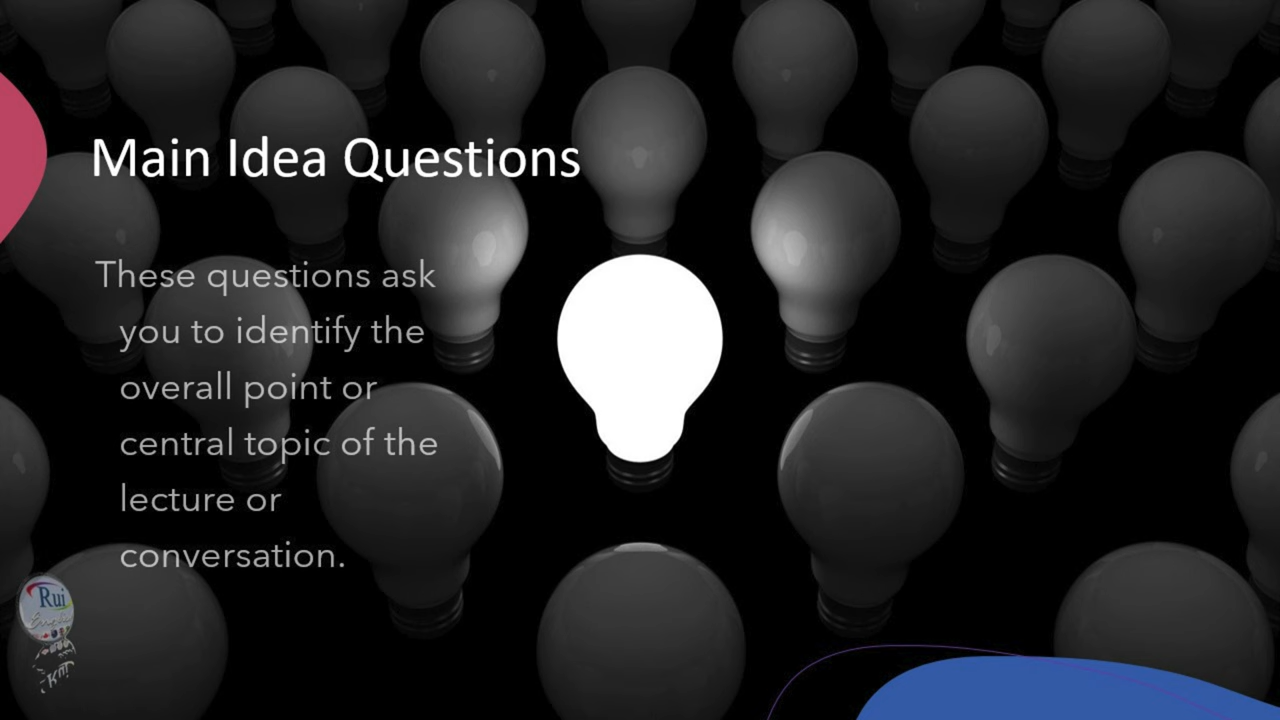 Main Idea Questions
These questions ask
you to identify the
overall point or
central topic of the
lecture or
conversation.
Rui